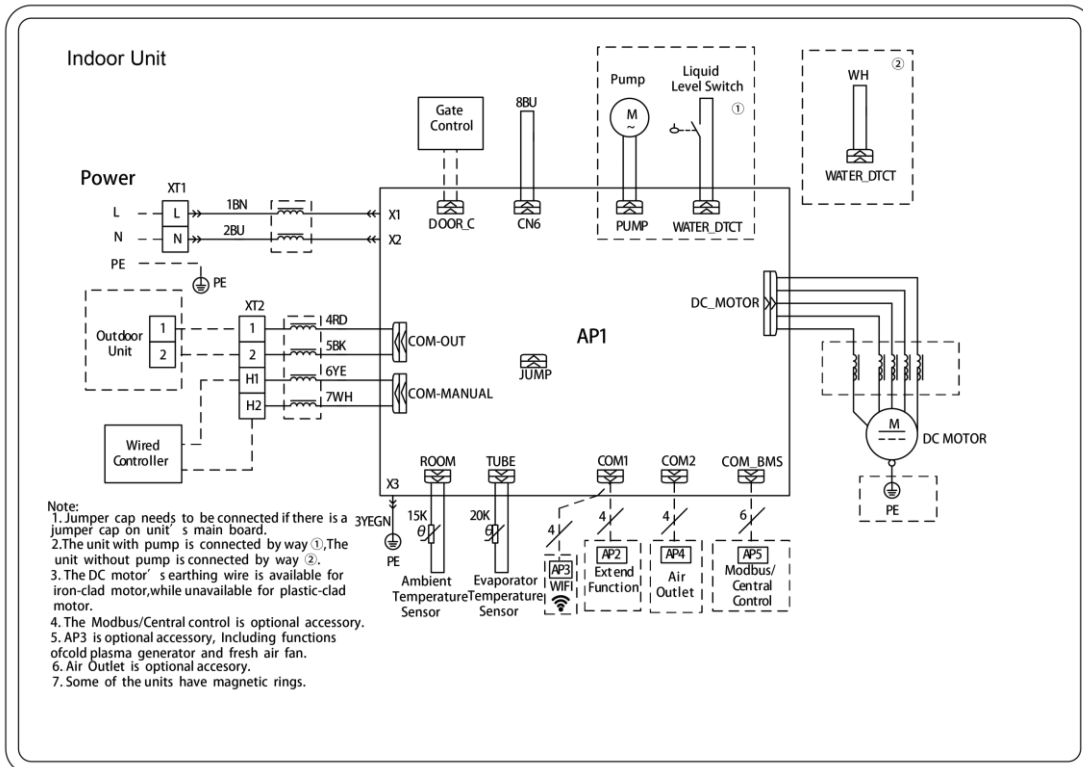 Indoor Unit
Pump
Liquid
Level Switch
①
WH
②
WATER_DTCT
Gate
Control
8BU
M
~
Power
XT1
L
L
1BN
X1
DOOR_C
CN6
PUMP
WATER_DTCT
N
N
2BU
X2
PE
PE
DC_MOTOR
AP1
Outdoor
Unit
1
2
XT2
1
4RD
2
5BK
COM-OUT
H1
6YE
H2
7WH
COM-MANUAL
JUMP
Wired
Controller
M
DC MOTOR
PE
ROOM
TUBE
COM1
COM2
COM_BMS
X3
3YEGN
PE
15K
θ
20K
θ
4
4
4
6
Ambient
Temperature
Sensor
Evaporator
Temperature
Sensor
AP3
WIFI
AP2
Extend
Function
AP4
Air
Outlet
AP5
Modbus/
Central
Control
Note:
1. Jumper cap needs to be connected if there is a
jumper cap on unit's main board.
2.The unit with pump is connected by way ①,The
unit without pump is connected by way ②.
3. The DC motor's earthing wire is available for
iron-clad motor,while unavailable for plastic-clad
motor.
4. The Modbus/Central control is optional accessory.
5. AP3 is optional accessory, Including functions
ofcold plasma generator and fresh air fan.
6. Air Outlet is optional accesory.
7. Some of the units have magnetic rings.